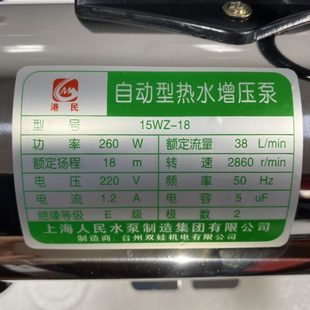 港民
自动型热水增压泵
型号 15WZ-18
功率 260 W 额定流量 38 L/min
额定扬程 18 m 转速 2860 r/min
电压 220 V 频率 50 Hz
电流 1.2 A 电容 5 uF
绝缘等级 E 级 极数 2
上海人民水泵制造集团有限公司
制造商：台州双娃机电有限公司